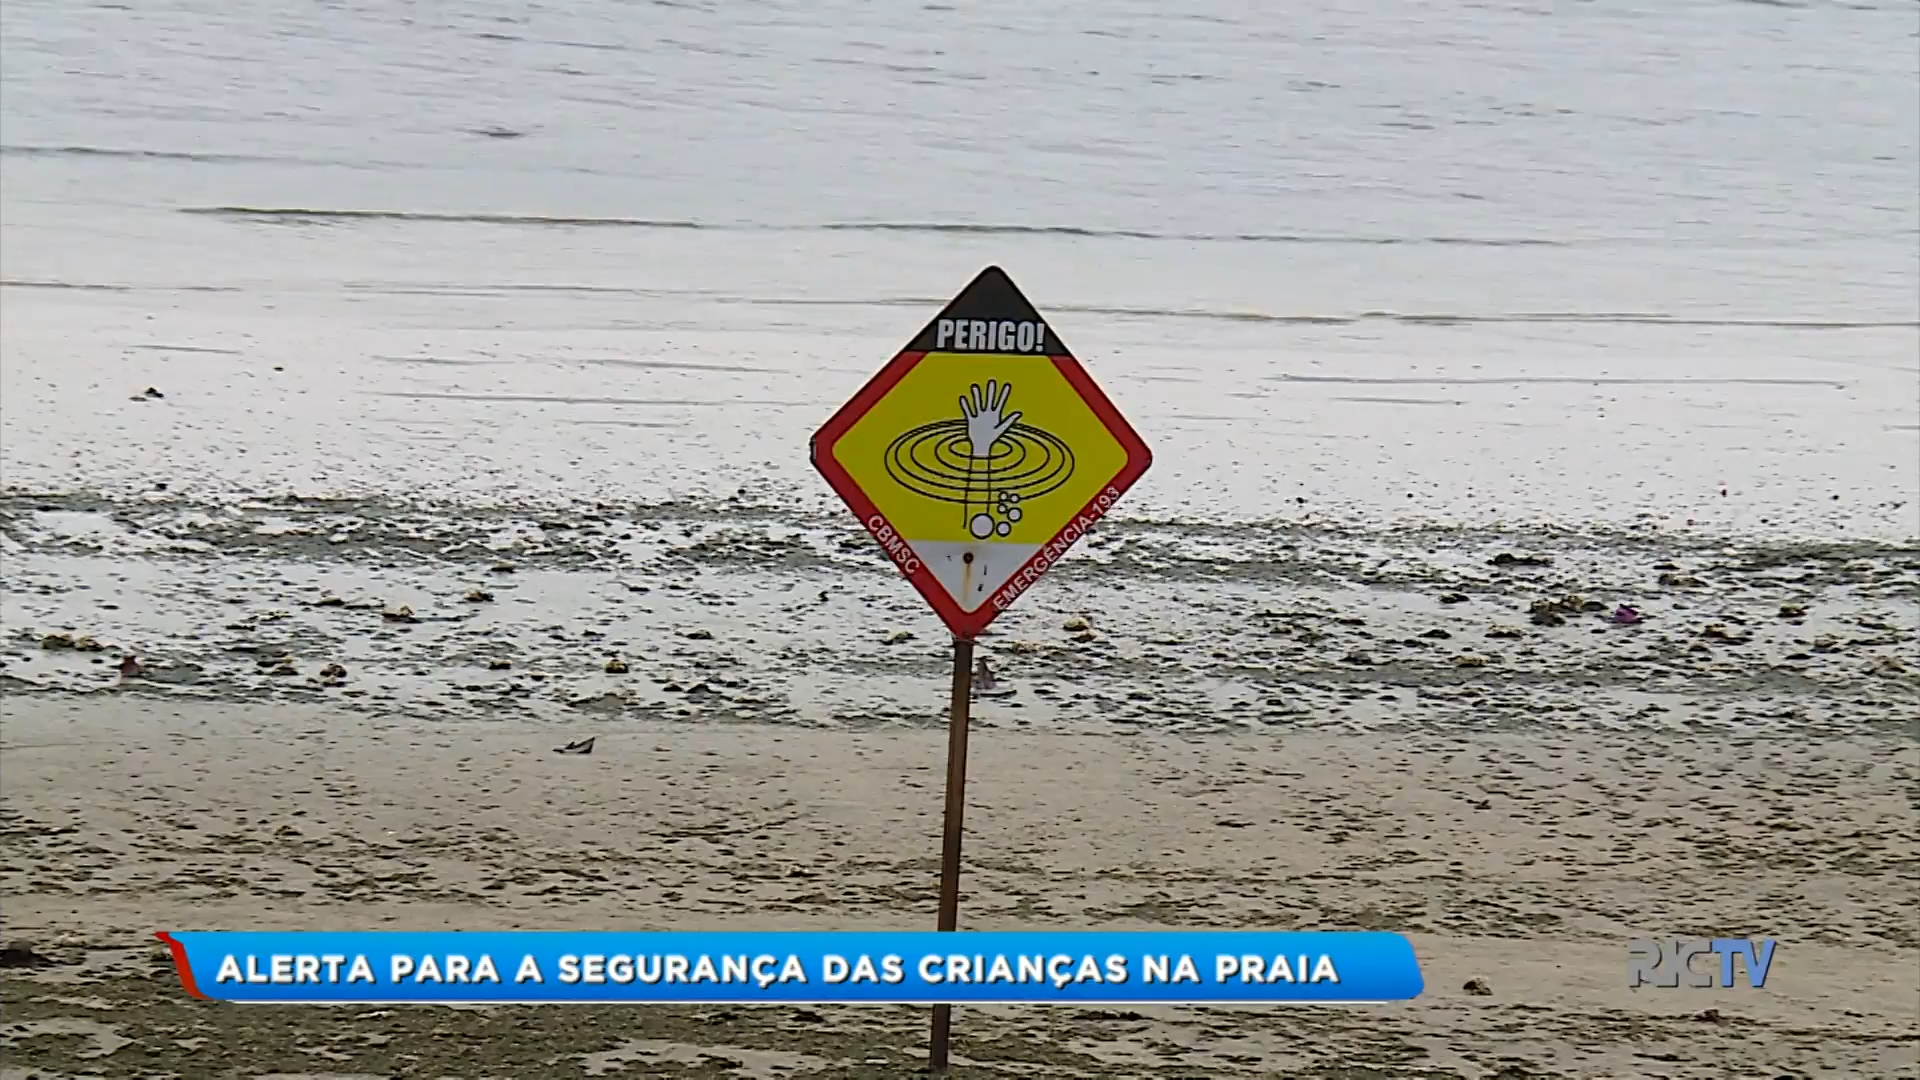 PERIGO!
CBMSC
EMERGÊNCIA-193
ALERTA PARA A SEGURANÇA DAS CRIANÇAS NA PRAIA
RICTV